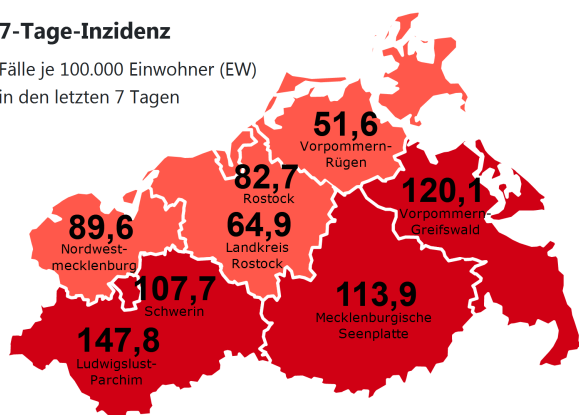 7-Tage-Inzidenz
Fälle je 100.000 Einwohner (EW)
in den letzten 7 Tagen
51,6
Vorpommern-
Rügen
82,7
Rostock
120,1
Vorpommern-
Greifswald
89,6
Nordwest-
mecklenburg
64,9
Landkreis
Rostock
107,7
Schwerin
113,9
Mecklenburgische
Seenplatte
147,8
Ludwigslust-
Parchim